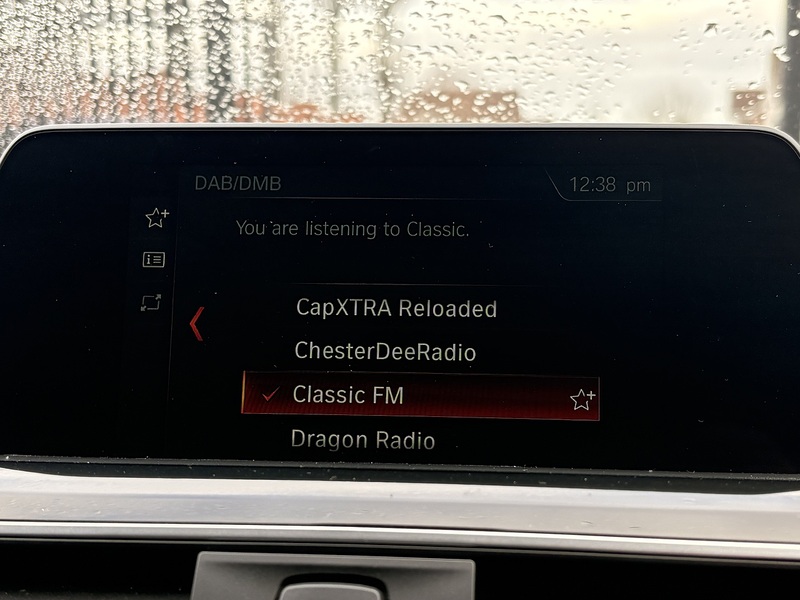 DAB/DMB
12:38 pm
You are listening to Classic.
CapXTRA Reloaded
ChesterDeeRadio
Classic FM
Dragon Radio